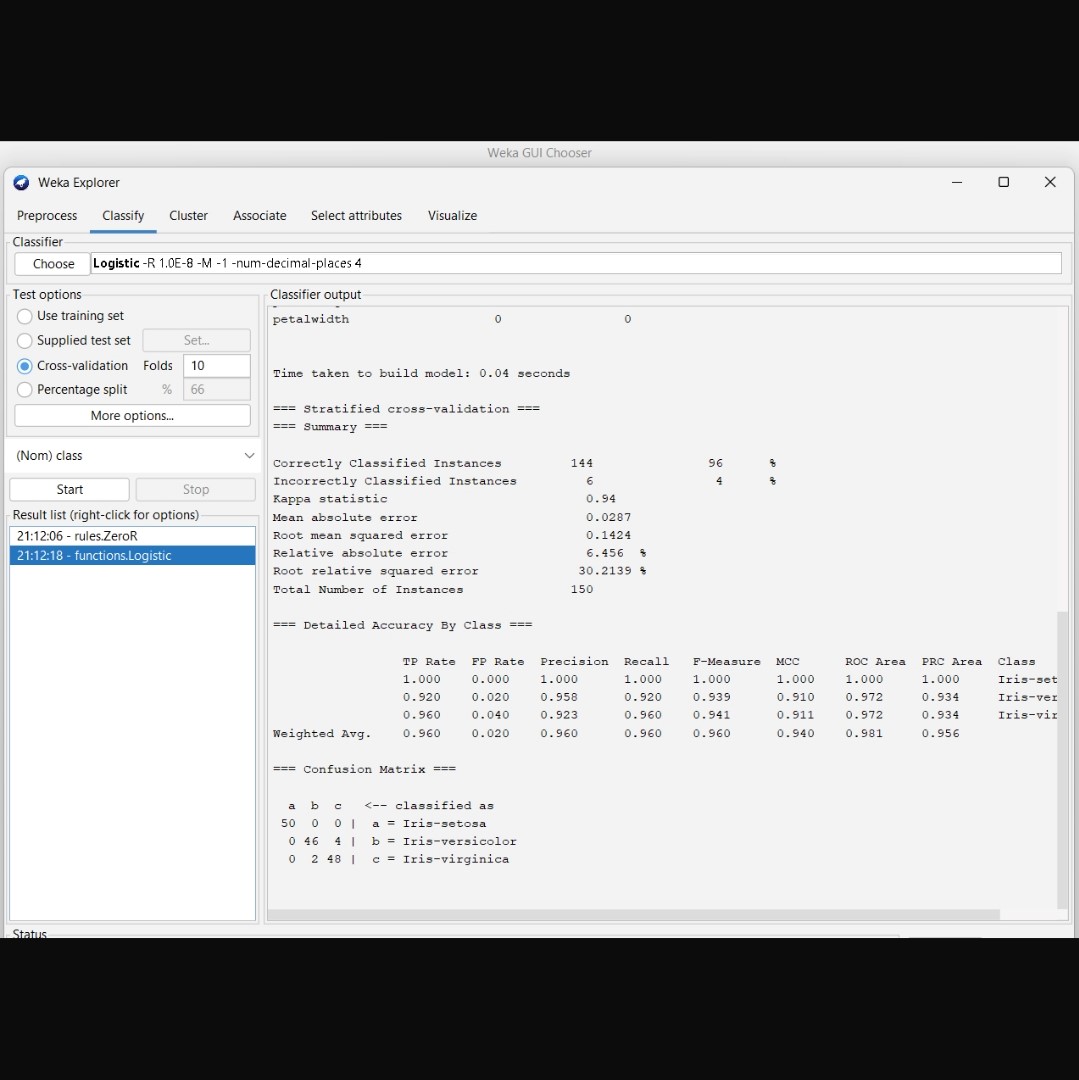 Weka GUI Chooser
Weka Explorer
Preprocess Classify Cluster Associate Select attributes Visualize
Classifier
Choose Logistic -R 1.0E-8 -M -1 -num-decimal-places 4
Test options
Use training set
Supplied test set Set...
Cross-validation Folds 10
Percentage split % 66
More options...
(Nom) class
Start Stop
Result list (right-click for options)
21:12:06 - rules.ZeroR
21:12:18 - functions.Logistic
Classifier output
petalwidth 0 0
Time taken to build model: 0.04 seconds
=== Stratified cross-validation ===
=== Summary ===
Correctly Classified Instances 144 96 %
Incorrectly Classified Instances 6 4 %
Kappa statistic 0.94
Mean absolute error 0.0287
Root mean squared error 0.1424
Relative absolute error 6.456 %
Root relative squared error 30.2139 %
Total Number of Instances 150
=== Detailed Accuracy By Class ===
TP Rate FP Rate Precision Recall F-Measure MCC ROC Area PRC Area Class
1.000 0.000 1.000 1.000 1.000 1.000 1.000 1.000 Iris-set
0.920 0.020 0.958 0.920 0.939 0.910 0.972 0.934 Iris-ver
0.960 0.040 0.923 0.960 0.941 0.911 0.972 0.934 Iris-vir
Weighted Avg. 0.960 0.020 0.960 0.960 0.960 0.940 0.981 0.956
=== Confusion Matrix ===
a b c <-- classified as
50 0 0 | a = Iris-setosa
0 46 4 | b = Iris-versicolor
0 2 48 | c = Iris-virginica
Status